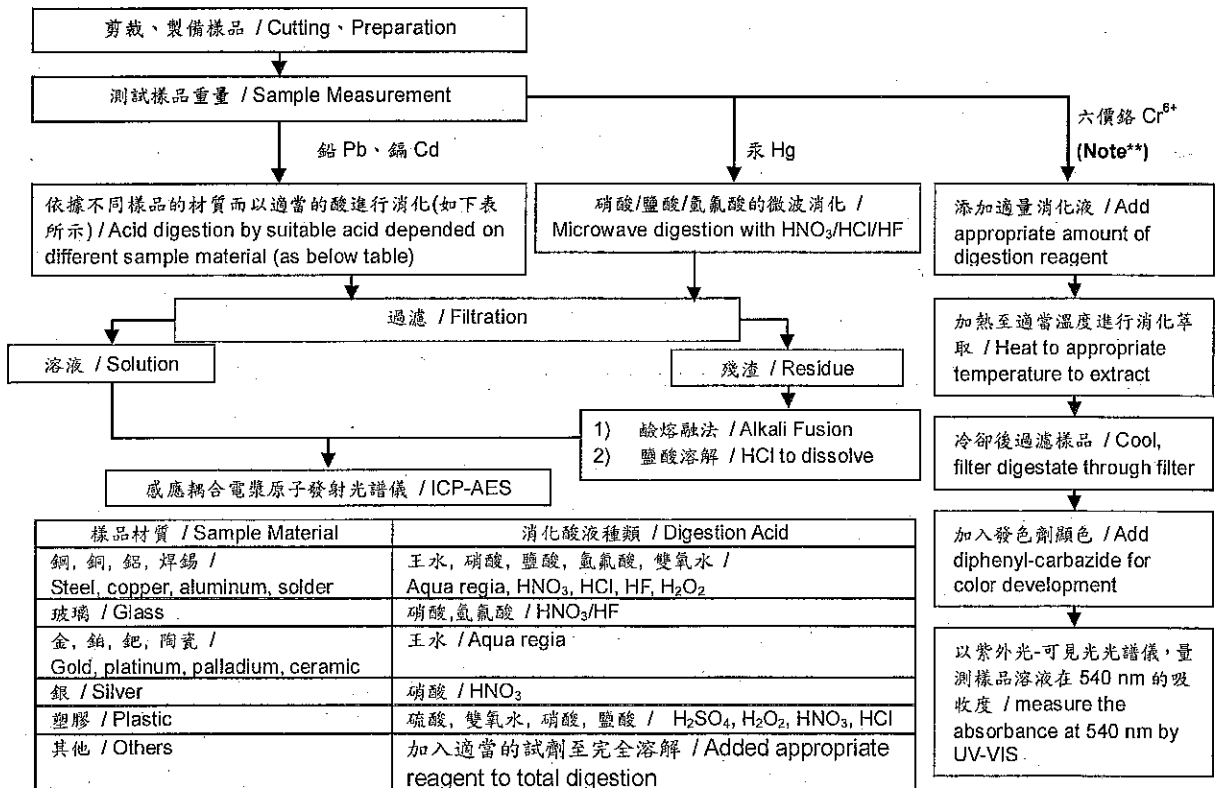 剪裁、製備樣品 / Cutting、Preparation
測試樣品重量 / Sample Measurement
鉛 Pb、鎘 Cd
汞 Hg
六價鉻 Cr⁶⁺
(Note**)
依據不同樣品的材質而以適當的酸進行消化(如下表
所示) / Acid digestion by suitable acid depended on
different sample material (as below table)
硝酸/鹽酸/氫氟酸的微波消化 /
Microwave digestion with HNO₃/HCl/HF
添加適量消化液 / Add
appropriate amount of
digestion reagent
過濾 / Filtration
加熱至適當溫度進行消化萃
取 / Heat to appropriate
temperature to extract
溶液 / Solution
殘渣 / Residue
1) 鹼熔融法 / Alkali Fusion
2) 鹽酸溶解 / HCl to dissolve
冷卻後過濾樣品 / Cool,
filter digestate through filter
感應耦合電漿原子發射光譜儀 / ICP-AES
加入發色劑顯色 / Add
diphenyl-carbazide for
color development
以紫外光-可見光光譜儀，量
測樣品溶液在 540 nm 的吸
收度 / measure the
absorbance at 540 nm by
UV-VIS
樣品材質 / Sample Material
消化酸液種類 / Digestion Acid
鋼, 銅, 鋁, 焊錫 /
Steel, copper, aluminum, solder
王水, 硝酸, 鹽酸, 氫氟酸, 雙氧水 /
Aqua regia, HNO₃, HCl, HF, H₂O₂
玻璃 / Glass
硝酸,氫氟酸 / HNO₃/HF
金, 鉑, 鈀, 陶瓷 /
Gold, platinum, palladium, ceramic
王水 / Aqua regia
銀 / Silver
硝酸 / HNO₃
塑膠 / Plastic
硫酸, 雙氧水, 硝酸, 鹽酸 / H₂SO₄, H₂O₂, HNO₃, HCl
其他 / Others
加入適當的試劑至完全溶解 / Added appropriate
reagent to total digestion